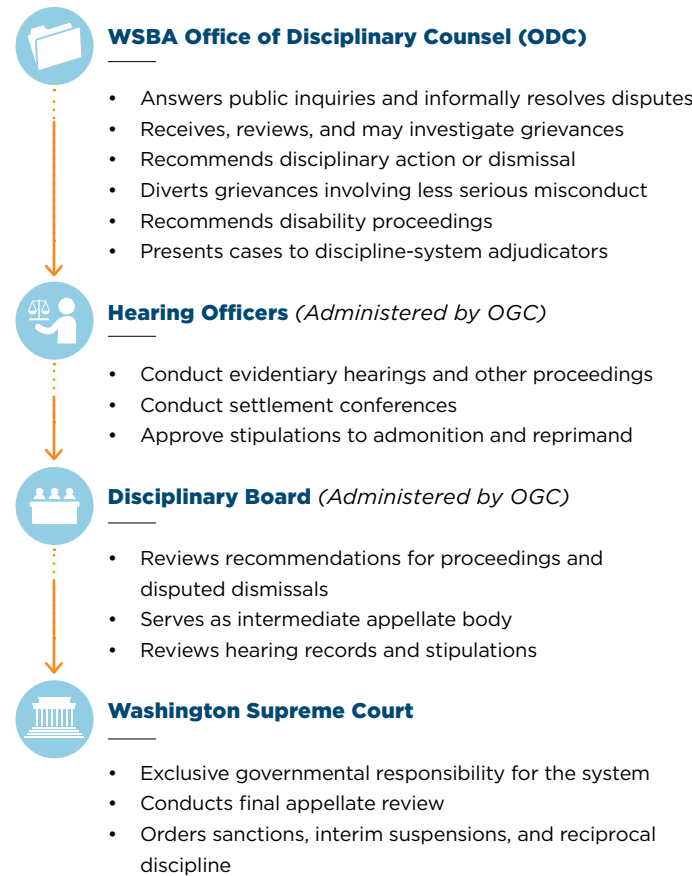 WSBA Office of Disciplinary Counsel (ODC)
• Answers public inquiries and informally resolves disputes
• Receives, reviews, and may investigate grievances
• Recommends disciplinary action or dismissal
• Diverts grievances involving less serious misconduct
• Recommends disability proceedings
• Presents cases to discipline-system adjudicators
Hearing Officers (Administered by OGC)
• Conduct evidentiary hearings and other proceedings
• Conduct settlement conferences
• Approve stipulations to admonition and reprimand
Disciplinary Board (Administered by OGC)
• Reviews recommendations for proceedings and
disputed dismissals
• Serves as intermediate appellate body
• Reviews hearing records and stipulations
Washington Supreme Court
• Exclusive governmental responsibility for the system
• Conducts final appellate review
• Orders sanctions, interim suspensions, and reciprocal
discipline